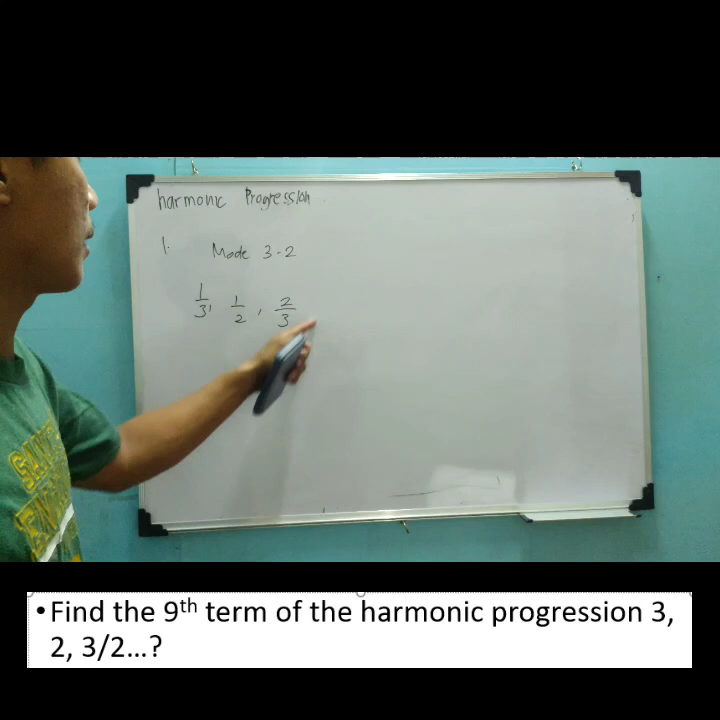 harmonic Progression
1. Mode 3-2
1/3, 1/2, 2/3
•Find the 9th term of the harmonic progression 3,
2, 3/2...?